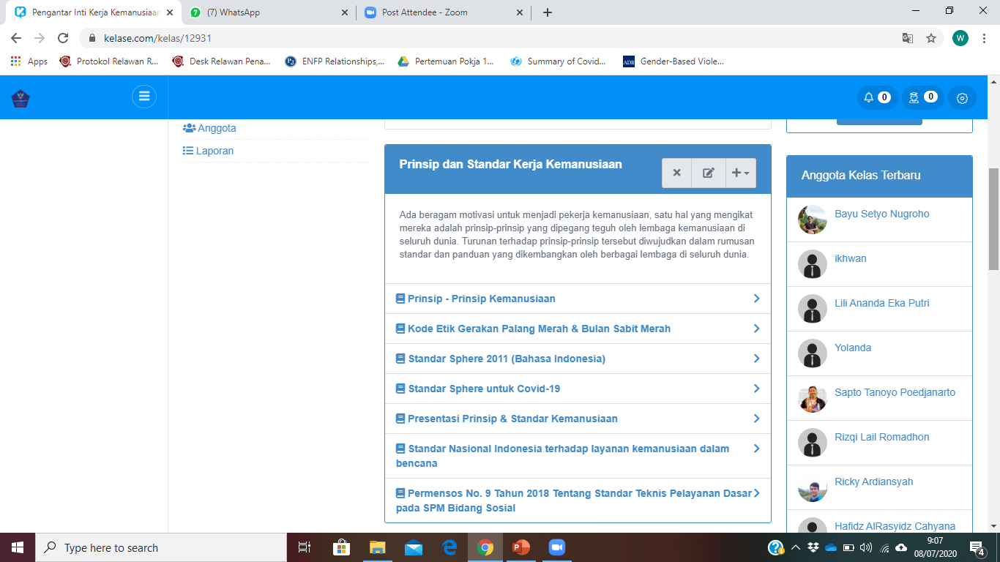 Pengantar Inti Kerja Kemanusiaan
(7) WhatsApp
Post Attendee - Zoom
kelase.com/kelas/12931
W
Apps
Protokol Relawan R...
Desk Relawan Pena...
ENFP Relationships,...
Pertemuan Pokja 1...
Summary of Covid...
ADB
Gender-Based Viole...
0
0
Anggota
Laporan
Prinsip dan Standar Kerja Kemanusiaan
Ada beragam motivasi untuk menjadi pekerja kemanusiaan, satu hal yang mengikat
mereka adalah prinsip-prinsip yang dipegang teguh oleh lembaga kemanusiaan di
seluruh dunia. Turunan terhadap prinsip-prinsip tersebut diwujudkan dalam rumusan
standar dan panduan yang dikembangkan oleh berbagai lembaga di seluruh dunia.
Prinsip - Prinsip Kemanusiaan
Kode Etik Gerakan Palang Merah & Bulan Sabit Merah
Standar Sphere 2011 (Bahasa Indonesia)
Standar Sphere untuk Covid-19
Presentasi Prinsip & Standar Kemanusiaan
Standar Nasional Indonesia terhadap layanan kemanusiaan dalam
bencana
Permensos No. 9 Tahun 2018 Tentang Standar Teknis Pelayanan Dasar
pada SPM Bidang Sosial
Anggota Kelas Terbaru
Bayu Setyo Nugroho
ikhwan
Lili Ananda Eka Putri
Yolanda
Sapto Tanoyo Poedjanarto
Rizqi Lail Romadhon
Ricky Ardiansyah
Hafidz AlRasyidz Cahyana
Type here to search
9:07
08/07/2020
4